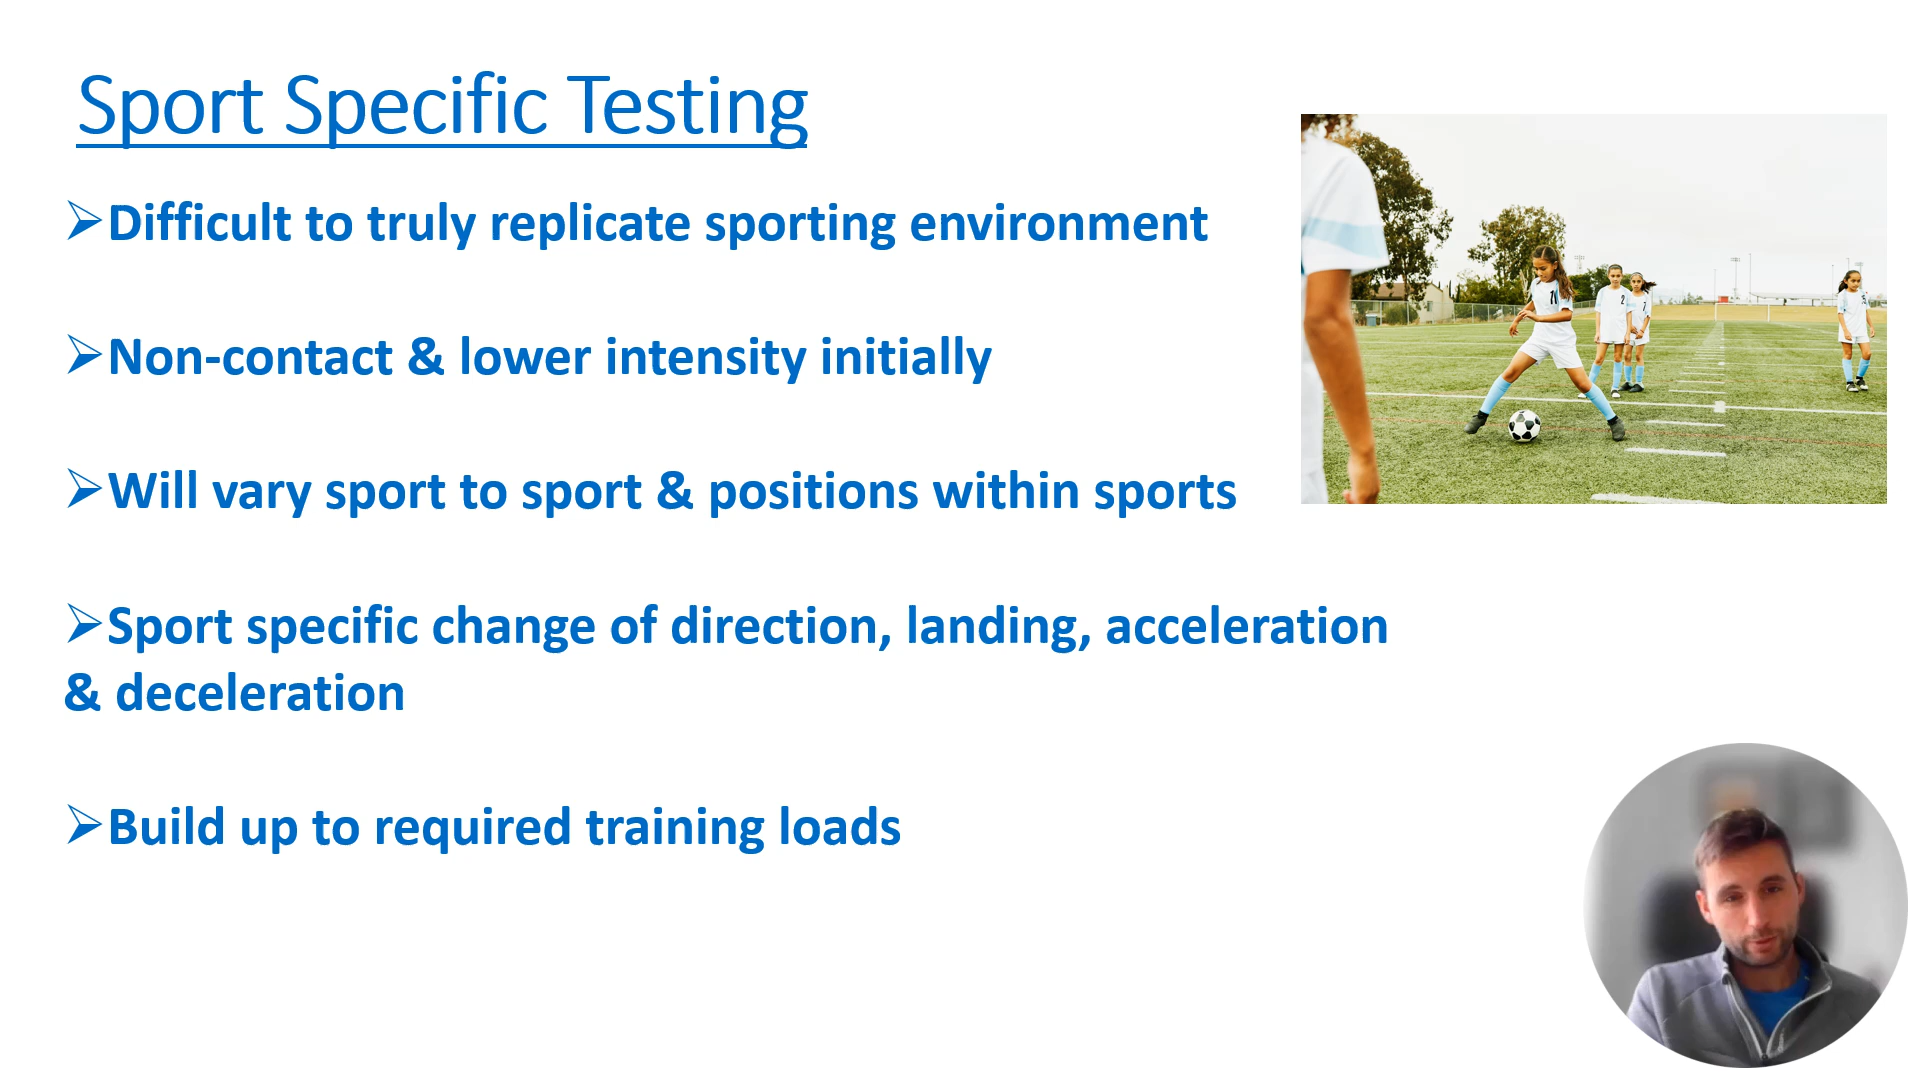 Sport Specific Testing
➢Difficult to truly replicate sporting environment
➢Non-contact & lower intensity initially
➢Will vary sport to sport & positions within sports
➢Sport specific change of direction, landing, acceleration
& deceleration
➢Build up to required training loads